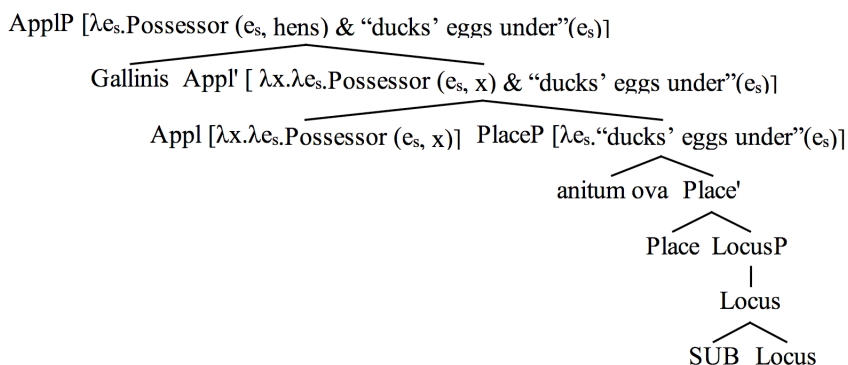 ApplP [λeₛ.Possessor (eₛ, hens) & “ducks’ eggs under”(eₛ)]
Gallinis Appl' [ λx.λeₛ.Possessor (eₛ, x) & “ducks’ eggs under”(eₛ)]
Appl [λx.λeₛ.Possessor (eₛ, x)] PlaceP [λeₛ.“ducks’ eggs under”(eₛ)]
anitum ova Place'
Place LocusP
Locus
SUB Locus